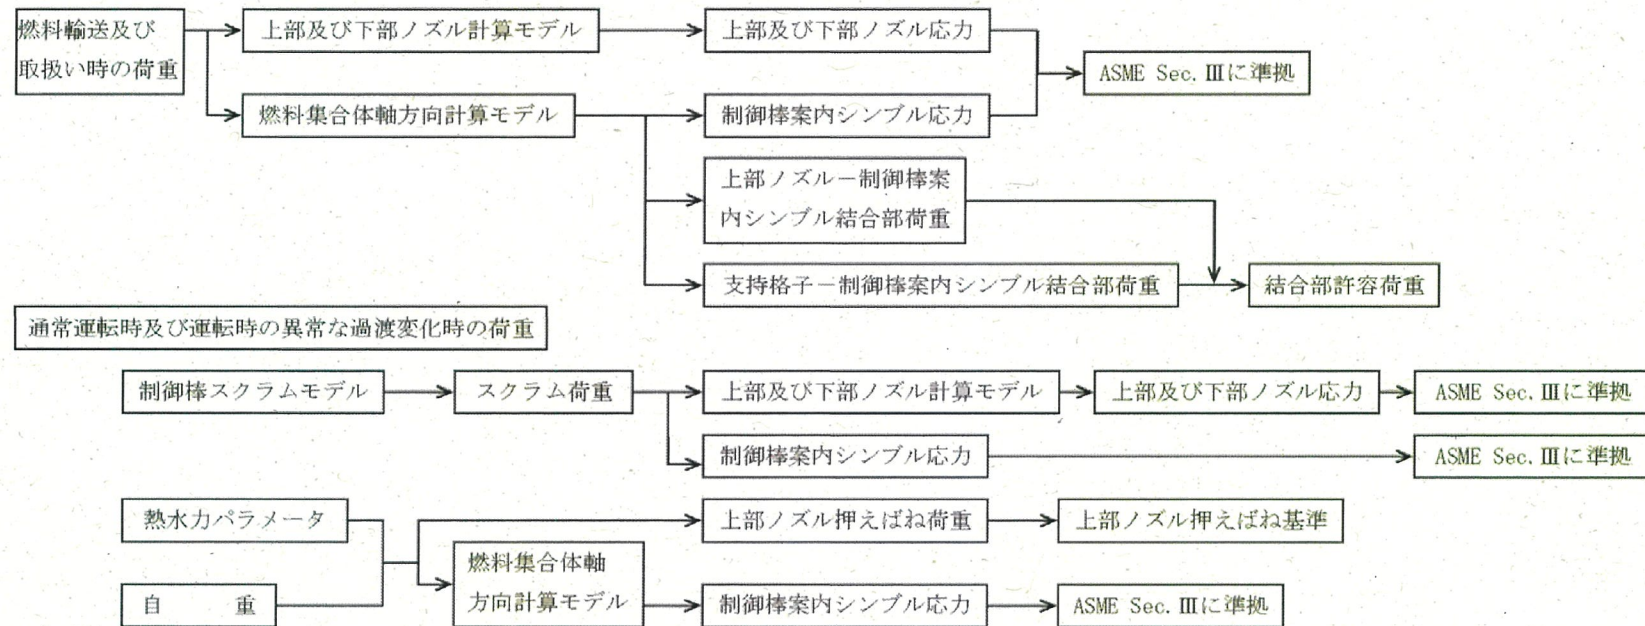 燃料輸送及び
取扱い時の荷重
上部及び下部ノズル計算モデル
上部及び下部ノズル応力
ASME Sec.Ⅲに準拠
燃料集合体軸方向計算モデル
制御棒案内シンブル応力
上部ノズル－制御棒案
内シンブル結合部荷重
支持格子－制御棒案内シンブル結合部荷重
結合部許容荷重
通常運転時及び運転時の異常な過渡変化時の荷重
制御棒スクラムモデル
スクラム荷重
上部及び下部ノズル計算モデル
上部及び下部ノズル応力
ASME Sec.Ⅲに準拠
制御棒案内シンブル応力
ASME Sec.Ⅲに準拠
熱水力パラメータ
上部ノズル押えばね荷重
上部ノズル押えばね基準
燃料集合体軸
方向計算モデル
自　　　重
制御棒案内シンブル応力
ASME Sec.Ⅲに準拠